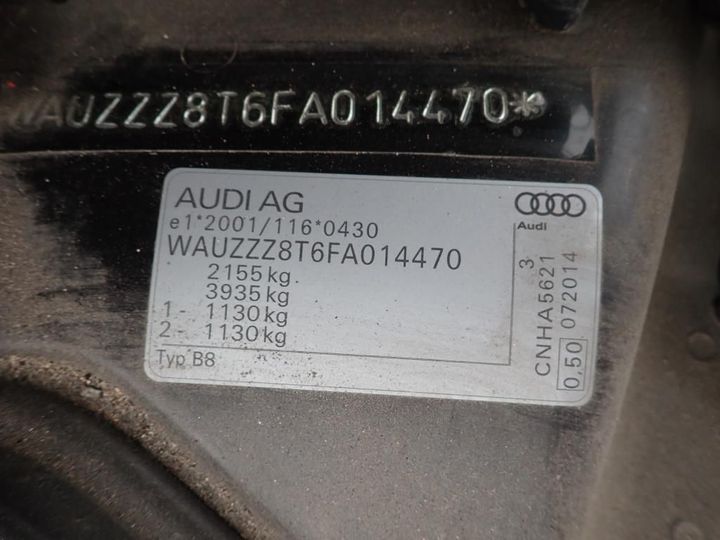 WAUZZZ8T6FA014470*
AUDI AG
e1*2001/116*0430
WAUZZZ8T6FA014470
2155 kg
3935 kg
1- 1130 kg
2- 1130 kg
Typ B8
Audi
3
CNHA5621
0,50 072014